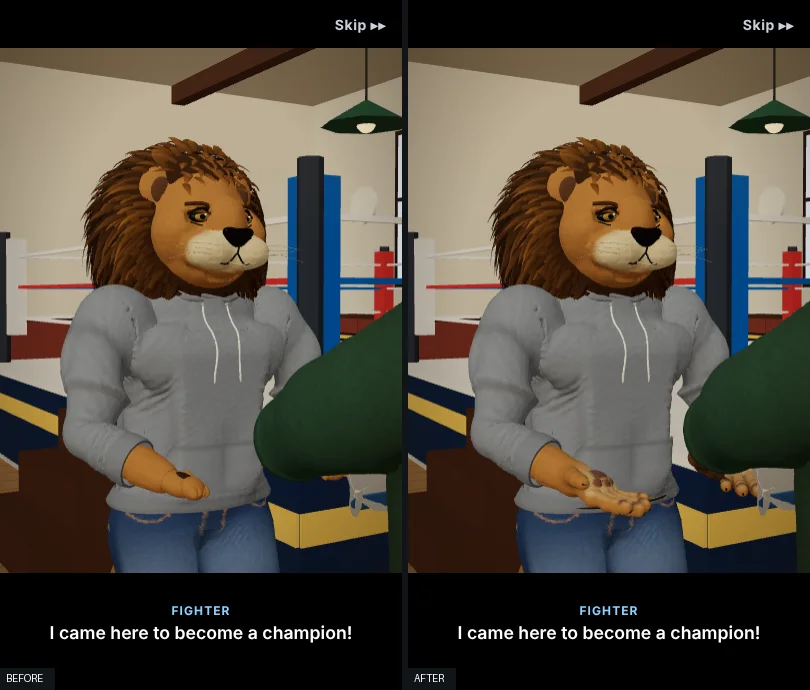 Skip ▸▸
FIGHTER
I came here to become a champion!
BEFORE
Skip ▸▸
FIGHTER
I came here to become a champion!
AFTER